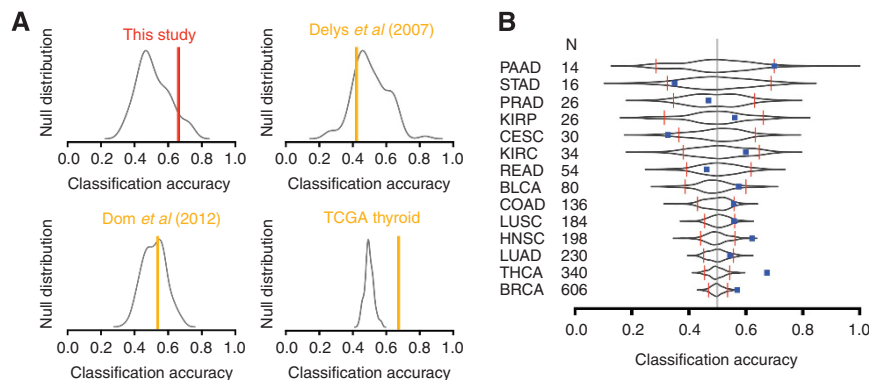 A
This study
Null distribution
0.0 0.2 0.4 0.6 0.8 1.0
Classification accuracy
Delys et al (2007)
Null distribution
0.0 0.2 0.4 0.6 0.8 1.0
Classification accuracy
Dom et al (2012)
Null distribution
0.0 0.2 0.4 0.6 0.8 1.0
Classification accuracy
TCGA thyroid
Null distribution
0.0 0.2 0.4 0.6 0.8 1.0
Classification accuracy
B
N
PAAD 14
STAD 16
PRAD 26
KIRP 26
CESC 30
KIRC 34
READ 54
BLCA 80
COAD 136
LUSC 184
HNSC 198
LUAD 230
THCA 340
BRCA 606
0.0 0.2 0.4 0.6 0.8 1.0
Classification accuracy